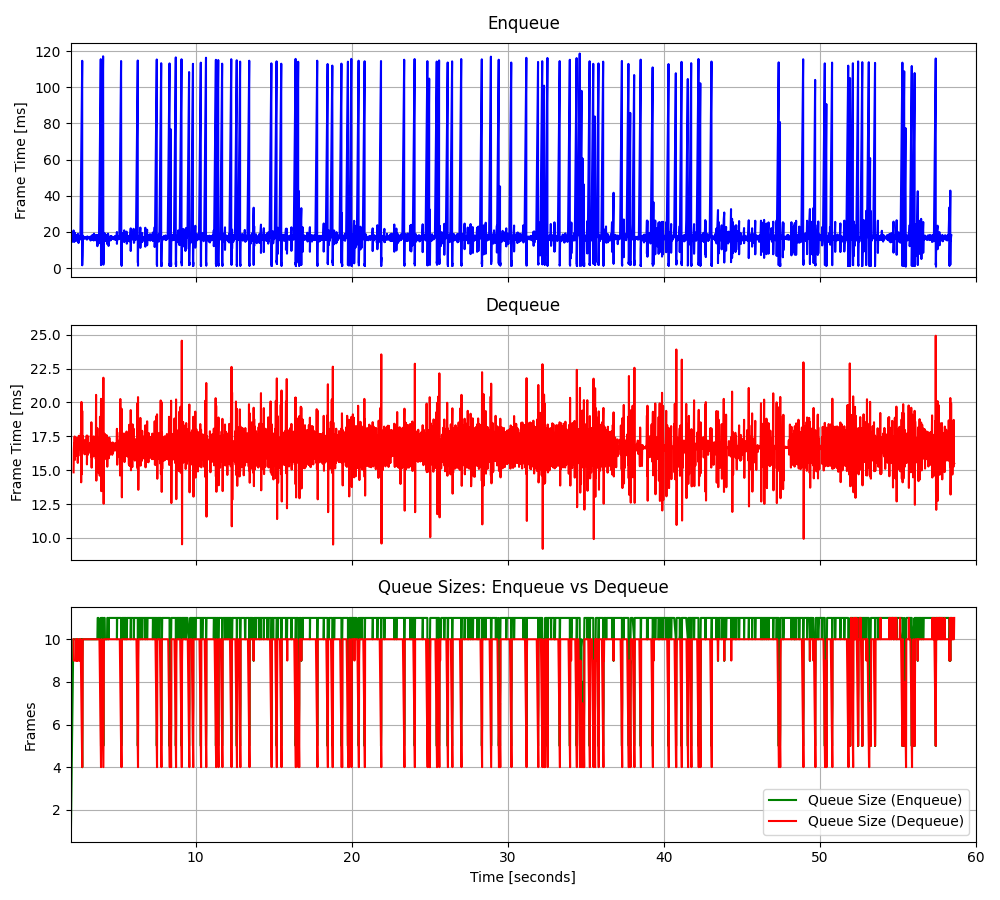 Enqueue
Frame Time [ms]
120
100
80
60
40
20
0
Dequeue
Frame Time [ms]
25.0
22.5
20.0
17.5
15.0
12.5
10.0
Queue Sizes: Enqueue vs Dequeue
Frames
10
8
6
4
2
Queue Size (Enqueue)
Queue Size (Dequeue)
10 20 30 40 50 60
Time [seconds]